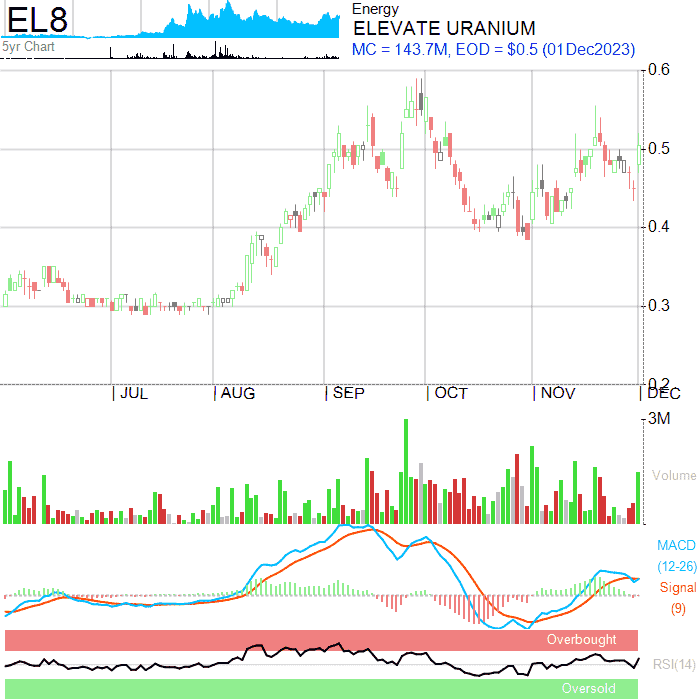 EL8
5yr Chart
Energy
ELEVATE URANIUM
MC = 143.7M, EOD = $0.5 (01Dec2023)
0.6
0.5
0.4
0.3
0.2
| JUL | AUG | SEP | OCT | NOV | DEC
3M
Volume
MACD
(12-26)
Signal
(9)
Overbought
RSI(14)
Oversold